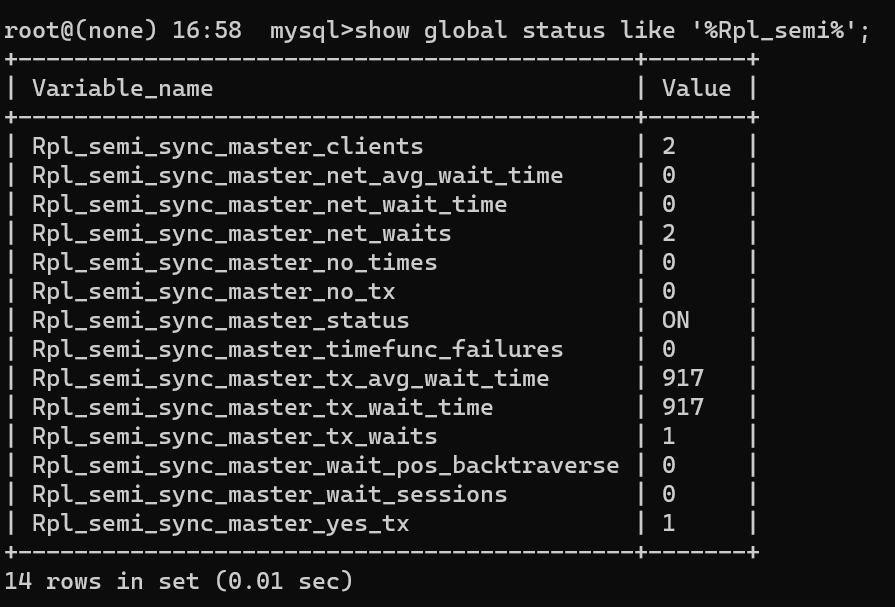 root@(none) 16:58  mysql>show global status like '%Rpl_semi%';
+--------------------------------------------+-------+
| Variable_name                              | Value |
+--------------------------------------------+-------+
| Rpl_semi_sync_master_clients               | 2     |
| Rpl_semi_sync_master_net_avg_wait_time     | 0     |
| Rpl_semi_sync_master_net_wait_time         | 0     |
| Rpl_semi_sync_master_net_waits             | 2     |
| Rpl_semi_sync_master_no_times              | 0     |
| Rpl_semi_sync_master_no_tx                 | 0     |
| Rpl_semi_sync_master_status                | ON    |
| Rpl_semi_sync_master_timefunc_failures     | 0     |
| Rpl_semi_sync_master_tx_avg_wait_time      | 917   |
| Rpl_semi_sync_master_tx_wait_time          | 917   |
| Rpl_semi_sync_master_tx_waits              | 1     |
| Rpl_semi_sync_master_wait_pos_backtraverse | 0     |
| Rpl_semi_sync_master_wait_sessions         | 0     |
| Rpl_semi_sync_master_yes_tx                | 1     |
+--------------------------------------------+-------+
14 rows in set (0.01 sec)